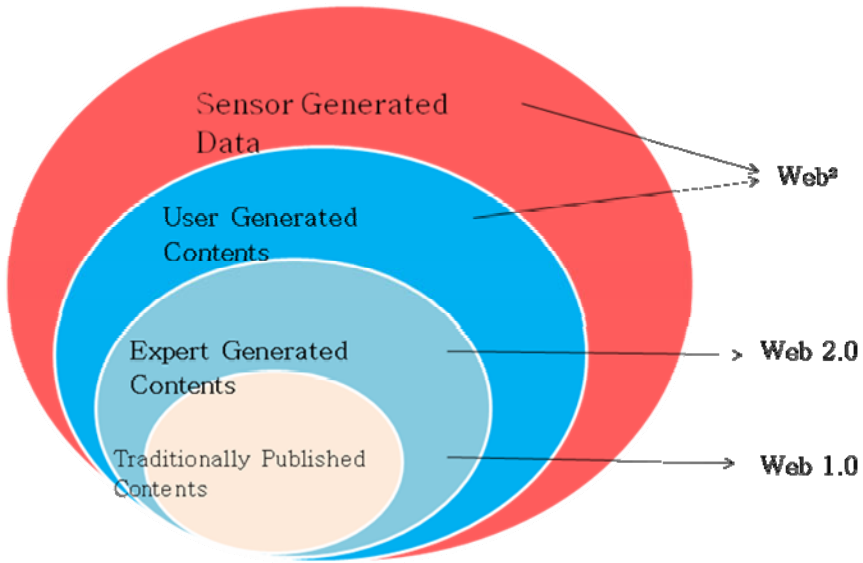 Sensor Generated
Data
Web²
User Generated
Contents
Expert Generated
Contents
Web 2.0
Traditionally Published
Contents
Web 1.0